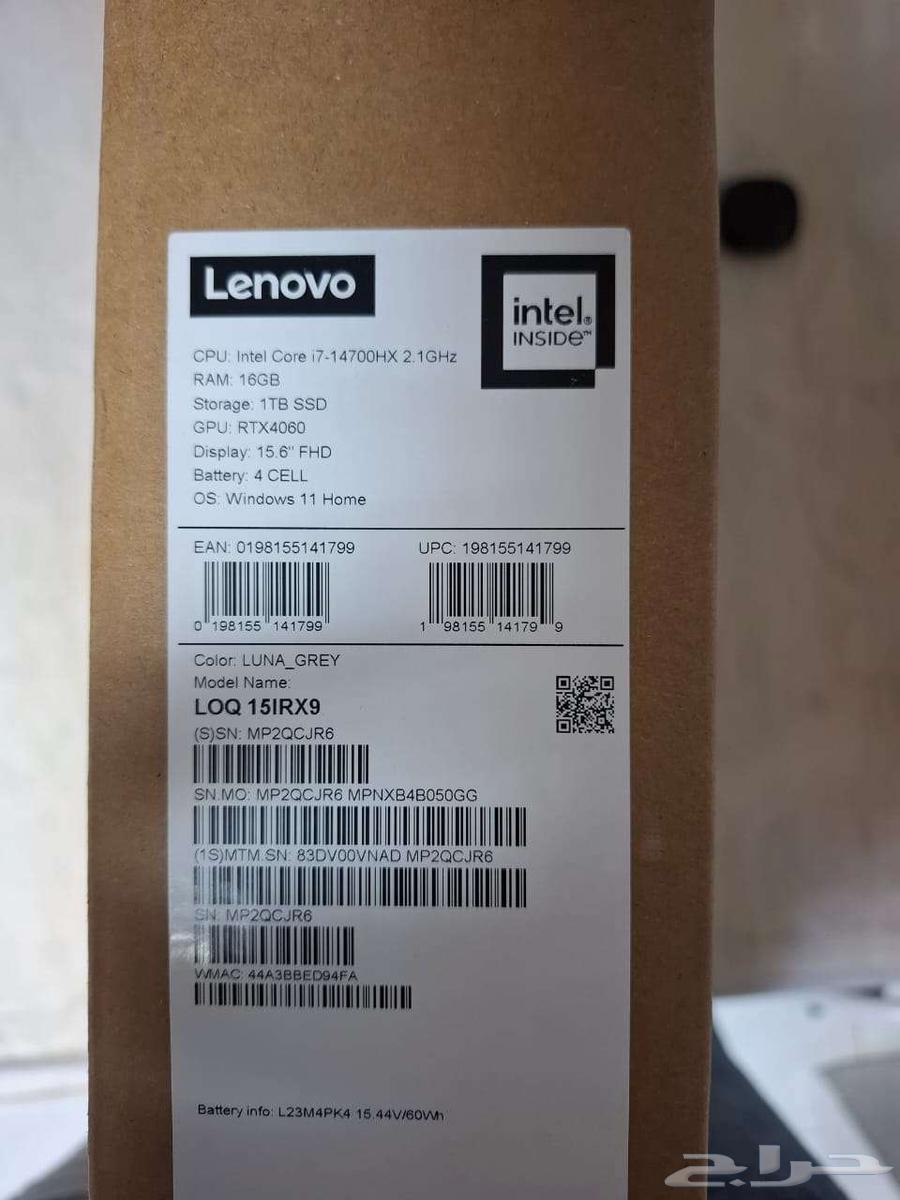 Lenovo
intel® INSIDE™
CPU: Intel Core i7-14700HX 2.1GHz
RAM: 16GB
Storage: 1TB SSD
GPU: RTX4060
Display: 15.6" FHD
Battery: 4 CELL
OS: Windows 11 Home
EAN: 0198155141799 UPC: 198155141799
0 198155 141799 1 98155 14179 9
Color: LUNA_GREY
Model Name:
LOQ 15IRX9
(S)SN: MP2QCJR6
SN.MO: MP2QCJR6 MPNXB4B050GG
(1S)MTM.SN: 83DV00VNAD MP2QCJR6
SN: MP2QCJR6
WMAC: 44A3BBED94FA
Battery info: L23M4PK4 15.44V/60Wh
حراج